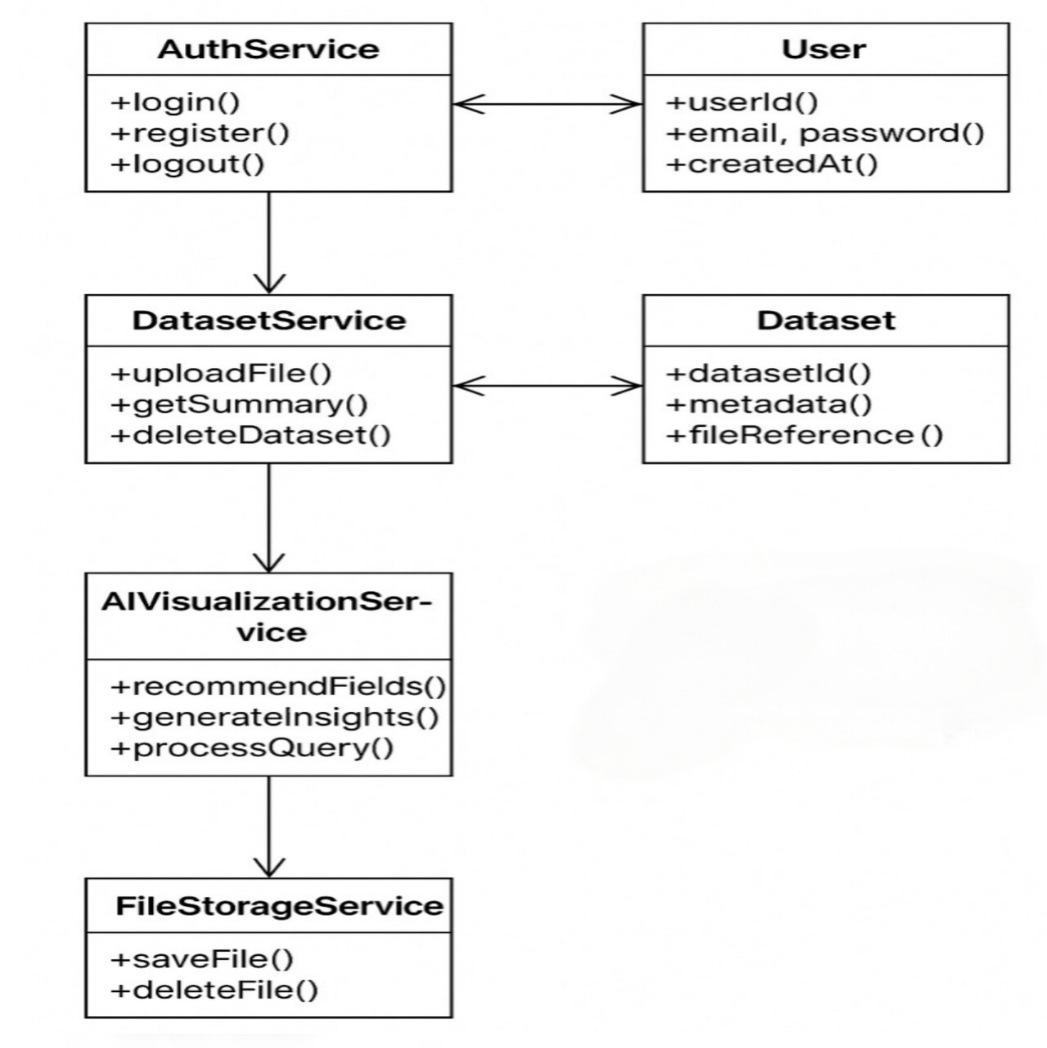 AuthService
+login()
+register()
+logout()
User
+userId()
+email, password()
+createdAt()
DatasetService
+uploadFile()
+getSummary()
+deleteDataset()
Dataset
+datasetId()
+metadata()
+fileReference()
AIVisualizationSer-
vice
+recommendFields()
+generateInsights()
+processQuery()
FileStorageService
+saveFile()
+deleteFile()